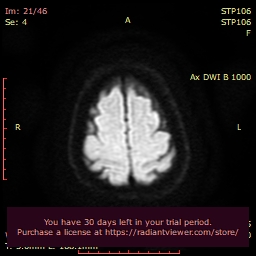 Im: 21/46
STP106
Se: 4
STP106
A
F
Ax DWI B 1000
R
L
You have 30 days left in your trial period.
Purchase a license at https://radiantviewer.com/store/